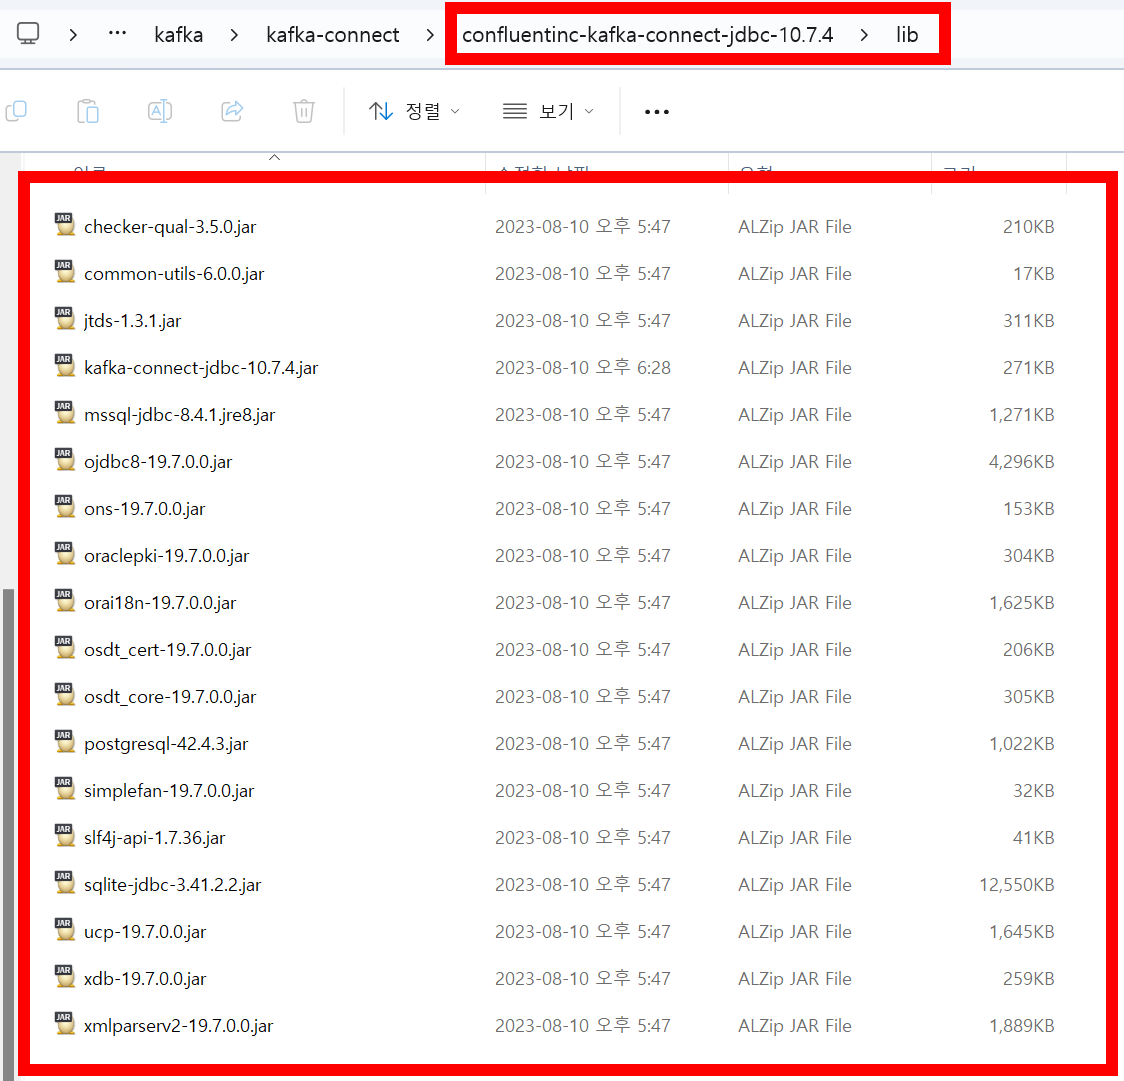 kafka kafka-connect confluentinc-kafka-connect-jdbc-10.7.4 lib
정렬 보기
checker-qual-3.5.0.jar 2023-08-10 오후 5:47 ALZip JAR File 210KB
common-utils-6.0.0.jar 2023-08-10 오후 5:47 ALZip JAR File 17KB
jtds-1.3.1.jar 2023-08-10 오후 5:47 ALZip JAR File 311KB
kafka-connect-jdbc-10.7.4.jar 2023-08-10 오후 6:28 ALZip JAR File 271KB
mssql-jdbc-8.4.1.jre8.jar 2023-08-10 오후 5:47 ALZip JAR File 1,271KB
ojdbc8-19.7.0.0.jar 2023-08-10 오후 5:47 ALZip JAR File 4,296KB
ons-19.7.0.0.jar 2023-08-10 오후 5:47 ALZip JAR File 153KB
oraclepki-19.7.0.0.jar 2023-08-10 오후 5:47 ALZip JAR File 304KB
orai18n-19.7.0.0.jar 2023-08-10 오후 5:47 ALZip JAR File 1,625KB
osdt_cert-19.7.0.0.jar 2023-08-10 오후 5:47 ALZip JAR File 206KB
osdt_core-19.7.0.0.jar 2023-08-10 오후 5:47 ALZip JAR File 305KB
postgresql-42.4.3.jar 2023-08-10 오후 5:47 ALZip JAR File 1,022KB
simplefan-19.7.0.0.jar 2023-08-10 오후 5:47 ALZip JAR File 32KB
slf4j-api-1.7.36.jar 2023-08-10 오후 5:47 ALZip JAR File 41KB
sqlite-jdbc-3.41.2.2.jar 2023-08-10 오후 5:47 ALZip JAR File 12,550KB
ucp-19.7.0.0.jar 2023-08-10 오후 5:47 ALZip JAR File 1,645KB
xdb-19.7.0.0.jar 2023-08-10 오후 5:47 ALZip JAR File 259KB
xmlparserv2-19.7.0.0.jar 2023-08-10 오후 5:47 ALZip JAR File 1,889KB